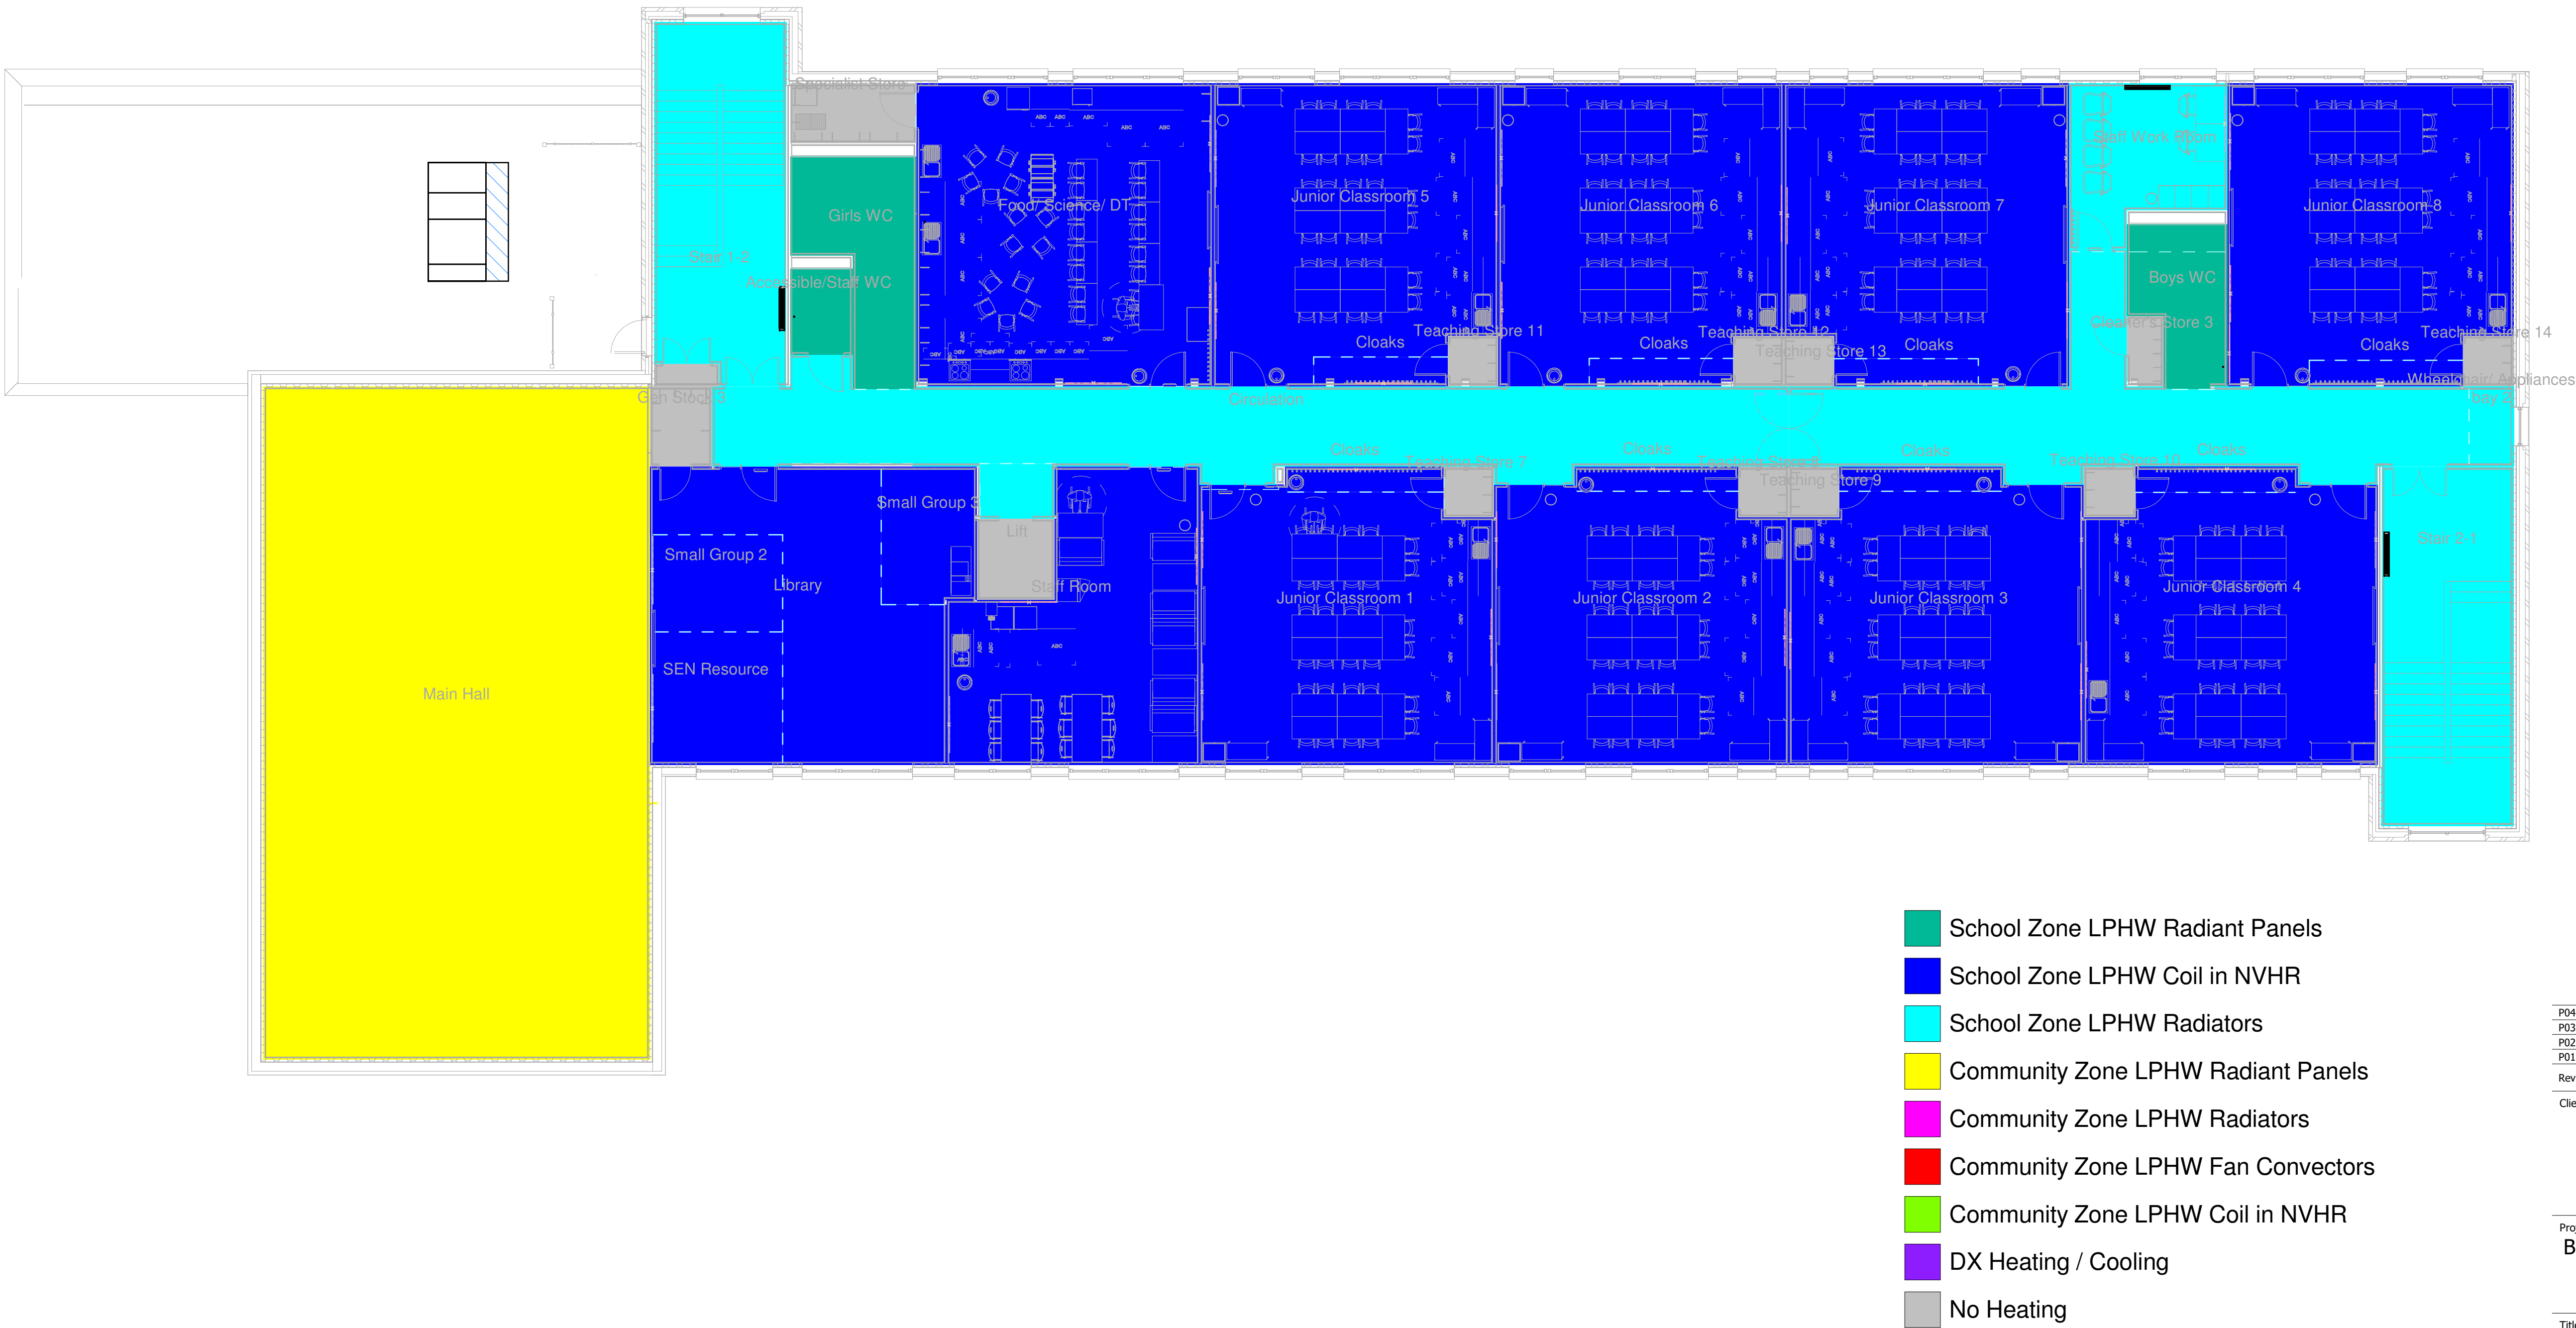 Specialist Store
Girls WC
Food/ Science/ DT
Junior Classroom 5
Junior Classroom 6
Junior Classroom 7
Staff Work Room
Junior Classroom 8
Stair 1-2
Accessible/Staff WC
Boys WC
Cleaner's Store 3
Teaching Store 11
Teaching Store 12
Teaching Store 13
Teaching Store 14
Cloaks
Cloaks
Cloaks
Cloaks
Wheelchair/ Appliances
bay 2
Gen Stock 3
Circulation
Cloaks
Cloaks
Cloaks
Cloaks
Teaching Store 7
Teaching Store 8
Teaching Store 9
Teaching Store 10
Small Group 3
Lift
Small Group 2
Library
Staff Room
Junior Classroom 1
Junior Classroom 2
Junior Classroom 3
Junior Classroom 4
Stair 2-1
SEN Resource
Main Hall
School Zone LPHW Radiant Panels
School Zone LPHW Coil in NVHR
School Zone LPHW Radiators
Community Zone LPHW Radiant Panels
Community Zone LPHW Radiators
Community Zone LPHW Fan Convectors
Community Zone LPHW Coil in NVHR
DX Heating / Cooling
No Heating
P04
P03
P02
P01
Rev